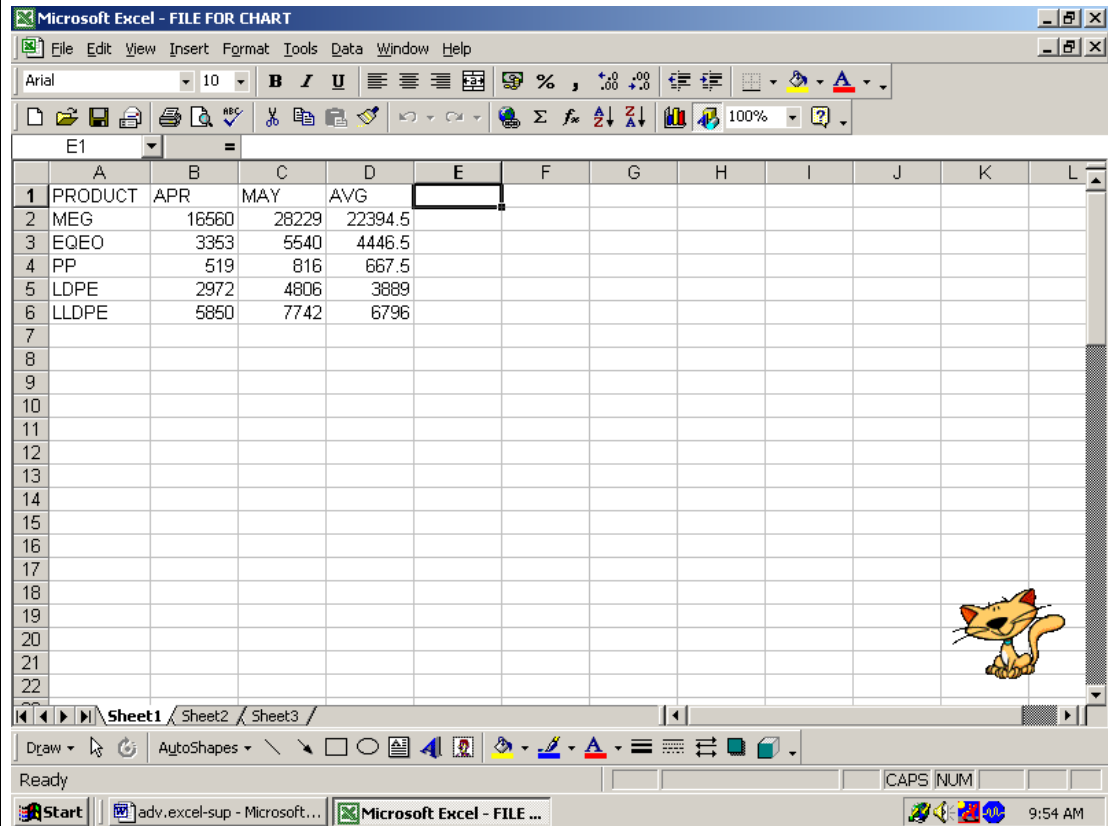 Microsoft Excel - FILE FOR CHART
File Edit View Insert Format Tools Data Window Help
Arial 10 B I U % ,
ABC Σ fx 100%
E1 =
A B C D E F G H I J K L
1 PRODUCT APR MAY AVG
2 MEG 16560 28229 22394.5
3 EQEO 3353 5540 4446.5
4 PP 519 816 667.5
5 LDPE 2972 4806 3889
6 LLDPE 5850 7742 6796
7
8
9
10
11
12
13
14
15
16
17
18
19
20
21
22
Sheet1 Sheet2 Sheet3
Draw AutoShapes
Ready CAPS NUM
Start adv.excel-sup - Microsoft... Microsoft Excel - FILE ... 9:54 AM